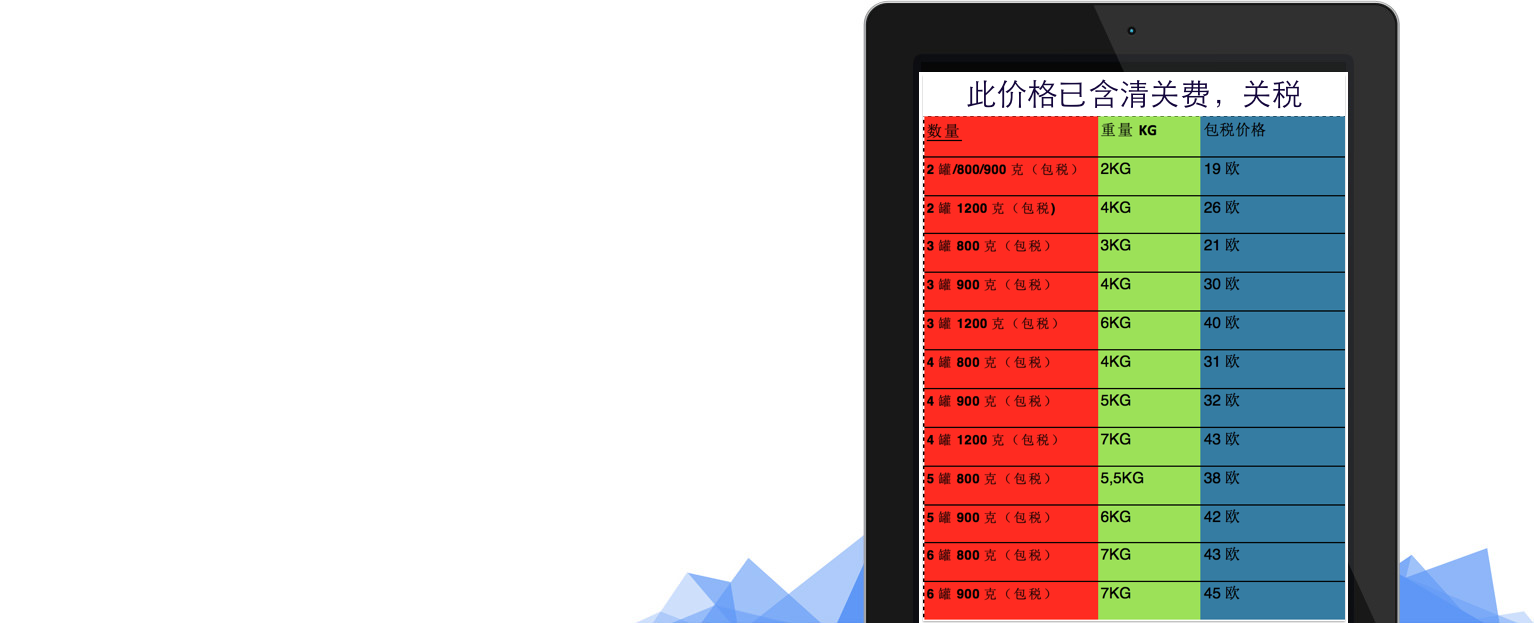 此价格已含清关费，关税
数量 重量 KG 包税价格
2 罐/800/900 克（包税） 2KG 19 欧
2 罐 1200 克（包税) 4KG 26 欧
3 罐 800 克（包税） 3KG 21 欧
3 罐 900 克（包税） 4KG 30 欧
3 罐 1200 克（包税） 6KG 40 欧
4 罐 800 克（包税） 4KG 31 欧
4 罐 900 克（包税） 5KG 32 欧
4 罐 1200 克（包税） 7KG 43 欧
5 罐 800 克（包税） 5,5KG 38 欧
5 罐 900 克（包税） 6KG 42 欧
6 罐 800 克（包税） 7KG 43 欧
6 罐 900 克（包税） 7KG 45 欧